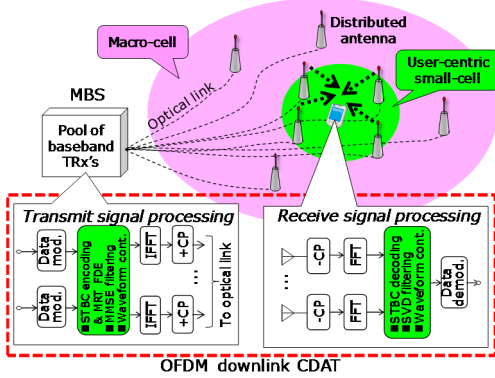 Macro-cell
Distributed
antenna
User-centric
small-cell
MBS
Optical link
Pool of
baseband
TRx's
Transmit signal processing
Data
mod.
Data
mod.
■STBC encoding
& MRT FDE
■MMSE filtering
■Waveform cont.
IFFT
+CP
IFFT
+CP
...
To optical link
Receive signal processing
-CP
FFT
-CP
FFT
...
■STBC decoding
■SVD filtering
■Waveform cont.
Data
demod.
OFDM downlink CDAT